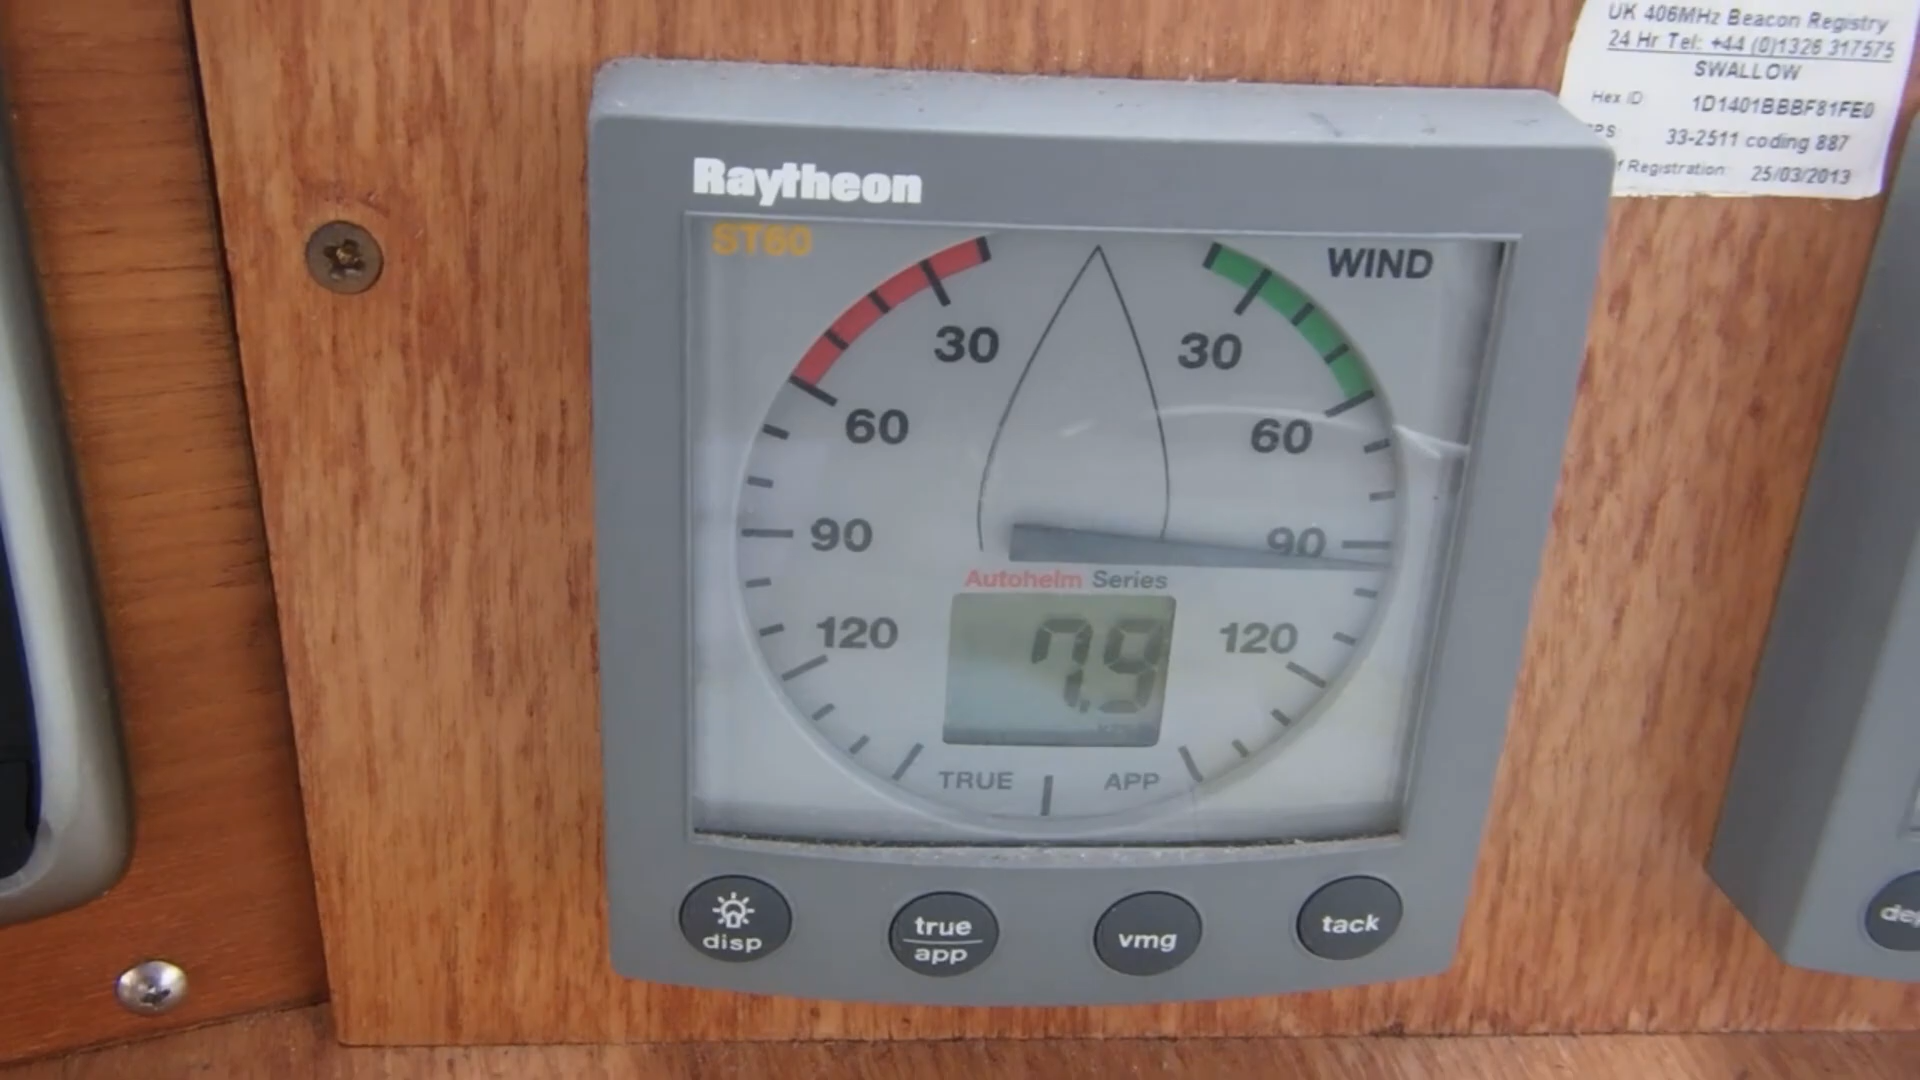 UK 406MHz Beacon Registry
24 Hr Tel: +44 (0)1326 317575
SWALLOW
Hex ID 1D1401BBBF81FE0
33-2511 coding 887
Registration 25/03/2013
Raytheon
ST60
WIND
30 30
60 60
90 90
Autohelm Series
120 7.9 120
TRUE APP
disp
true
app
vmg
tack